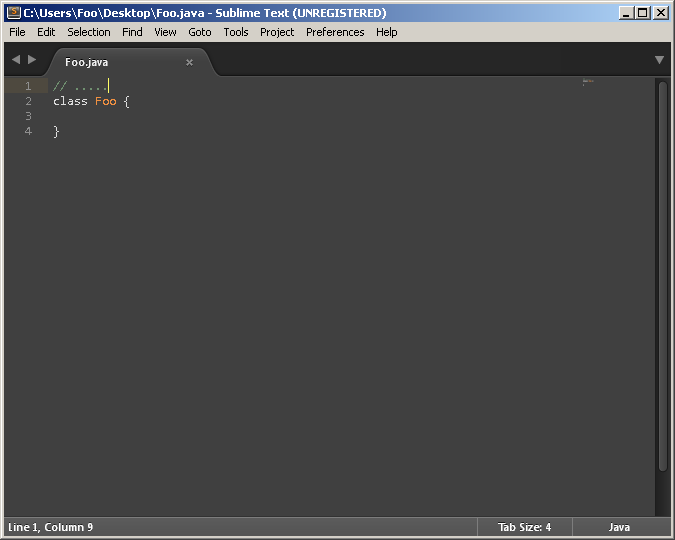 C:\Users\Foo\Desktop\Foo.java - Sublime Text (UNREGISTERED)
File Edit Selection Find View Goto Tools Project Preferences Help
Foo.java
1 // .....
2 class Foo {
3
4 }
Line 1, Column 9 Tab Size: 4 Java